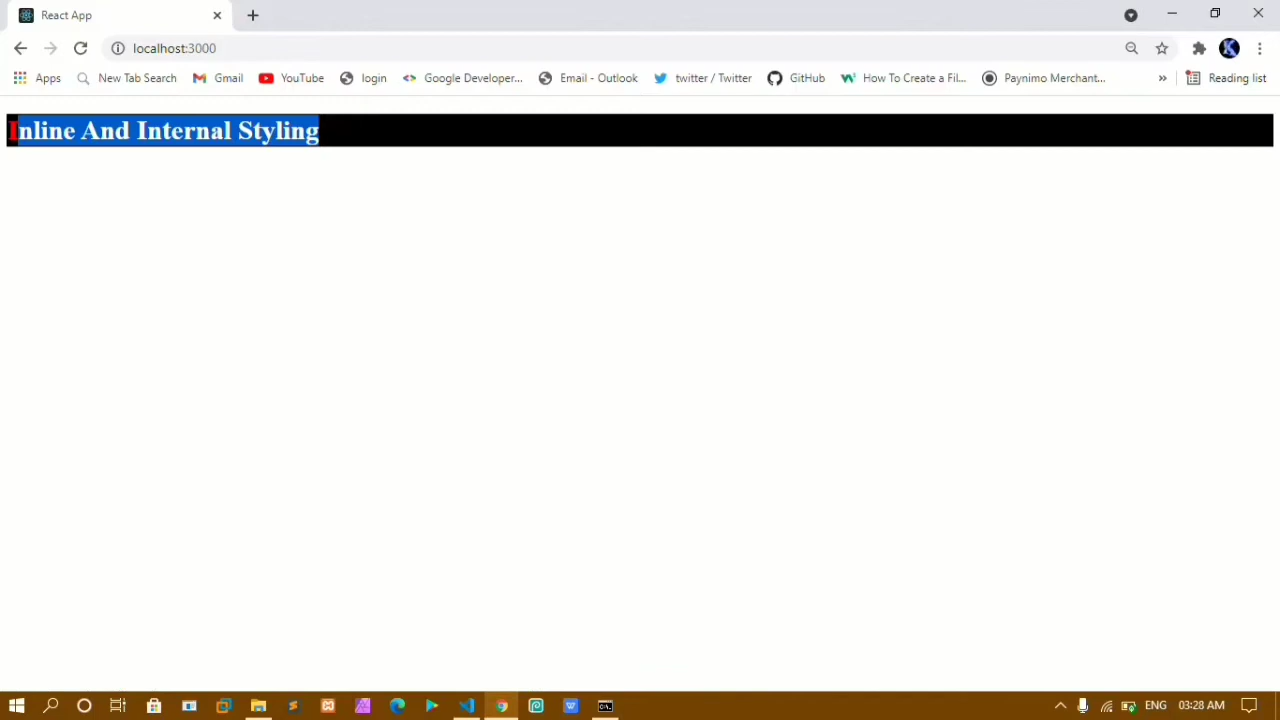 React App
localhost:3000
Apps New Tab Search Gmail YouTube login Google Developer... Email - Outlook twitter / Twitter GitHub How To Create a Fil... Paynimo Merchant... » Reading list
Inline And Internal Styling
ENG 03:28 AM